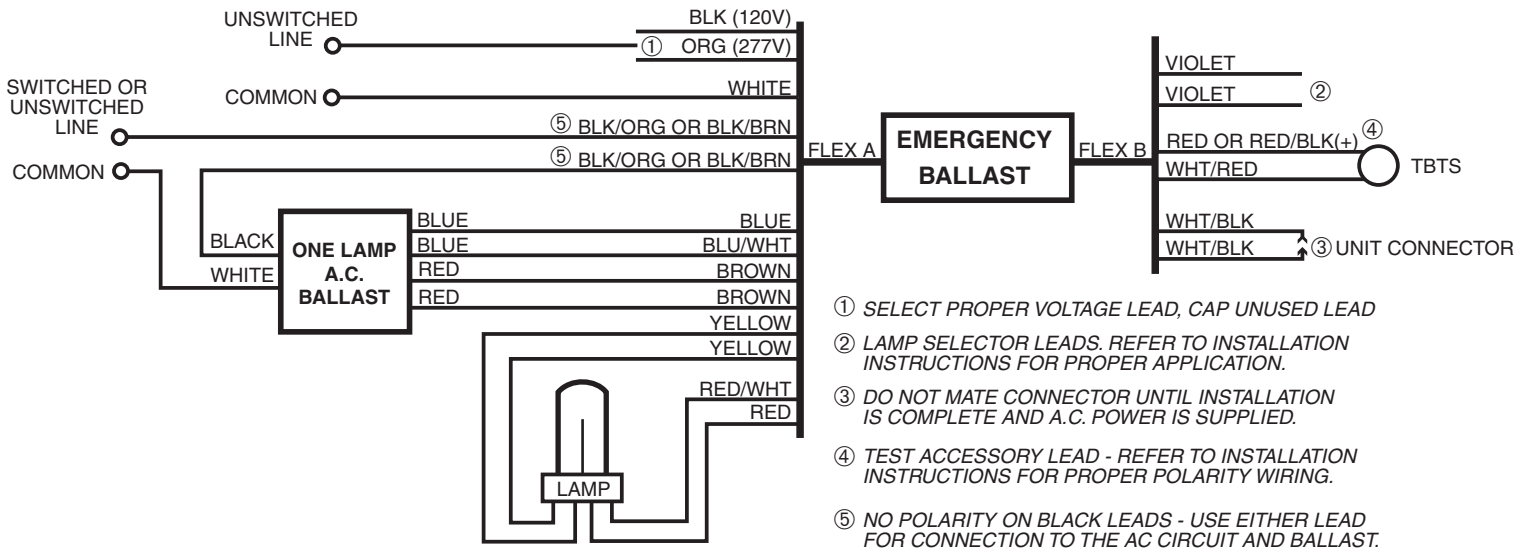 UNSWITCHED
LINE
BLK (120V)
① ORG (277V)
COMMON
WHITE
SWITCHED OR
UNSWITCHED
LINE
⑤ BLK/ORG OR BLK/BRN
COMMON
⑤ BLK/ORG OR BLK/BRN
FLEX A
EMERGENCY
BALLAST
FLEX B
VIOLET
VIOLET
②
RED OR RED/BLK(+)
④
WHT/RED
TBTS
WHT/BLK
WHT/BLK
③ UNIT CONNECTOR
BLACK
WHITE
ONE LAMP
A.C.
BALLAST
BLUE
BLUE
RED
RED
BLUE
BLU/WHT
BROWN
BROWN
YELLOW
YELLOW
RED/WHT
RED
LAMP
① SELECT PROPER VOLTAGE LEAD, CAP UNUSED LEAD
② LAMP SELECTOR LEADS. REFER TO INSTALLATION
INSTRUCTIONS FOR PROPER APPLICATION.
③ DO NOT MATE CONNECTOR UNTIL INSTALLATION
IS COMPLETE AND A.C. POWER IS SUPPLIED.
④ TEST ACCESSORY LEAD - REFER TO INSTALLATION
INSTRUCTIONS FOR PROPER POLARITY WIRING.
⑤ NO POLARITY ON BLACK LEADS - USE EITHER LEAD
FOR CONNECTION TO THE AC CIRCUIT AND BALLAST.